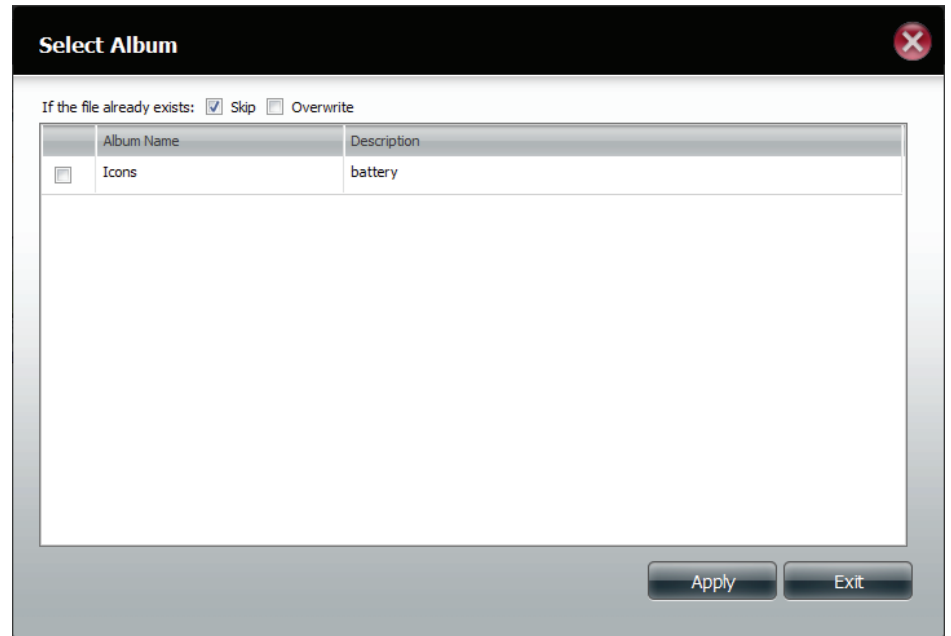 Select Album
If the file already exists: Skip Overwrite
Album Name Description
Icons battery
Apply Exit